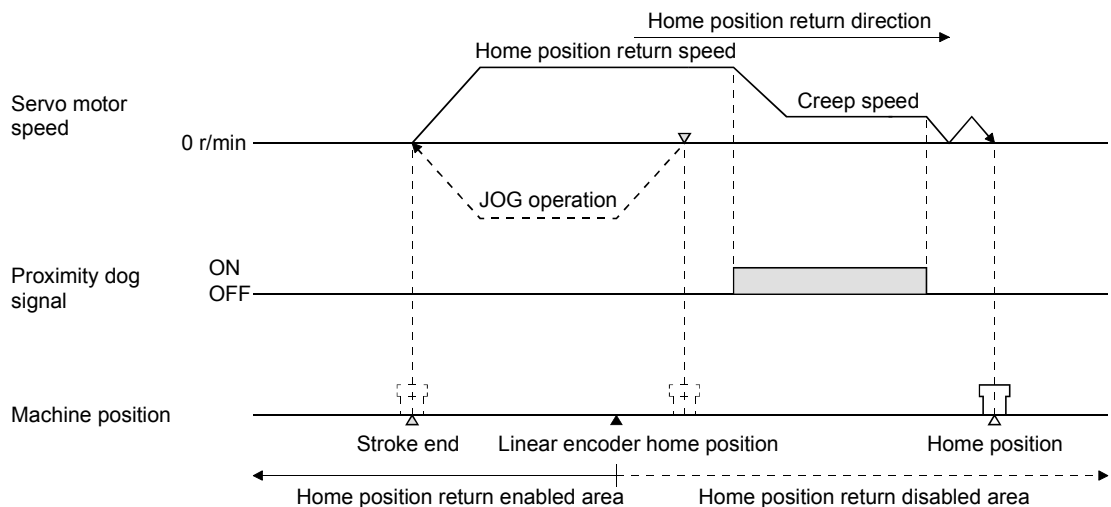 Home position return direction
Home position return speed
Servo motor
speed
Creep speed
0 r/min
JOG operation
Proximity dog
signal
ON
OFF
Machine position
Stroke end
Linear encoder home position
Home position
Home position return enabled area
Home position return disabled area